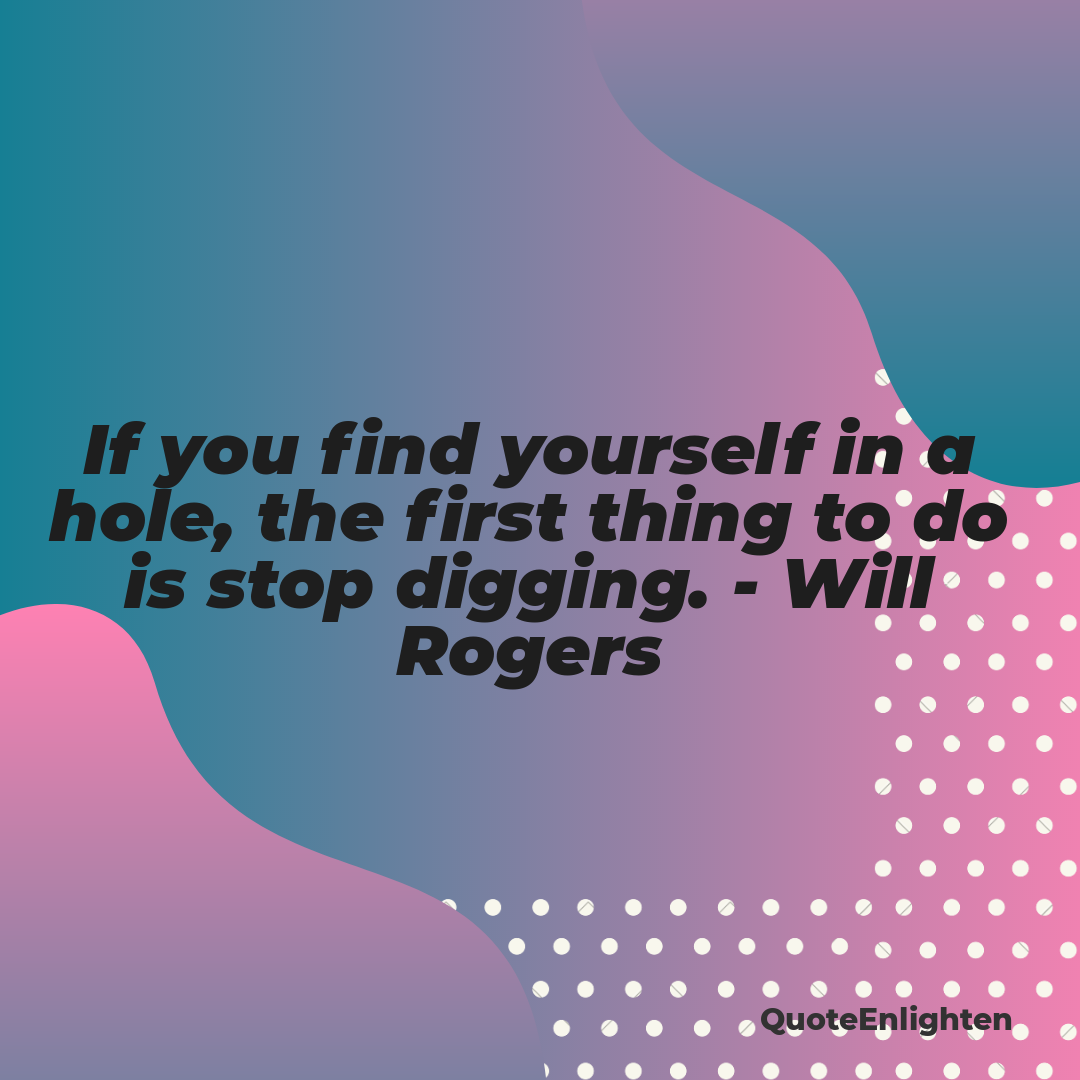 If you find yourself in a
hole, the first thing to do
is stop digging. - Will
Rogers
QuoteEnlighten